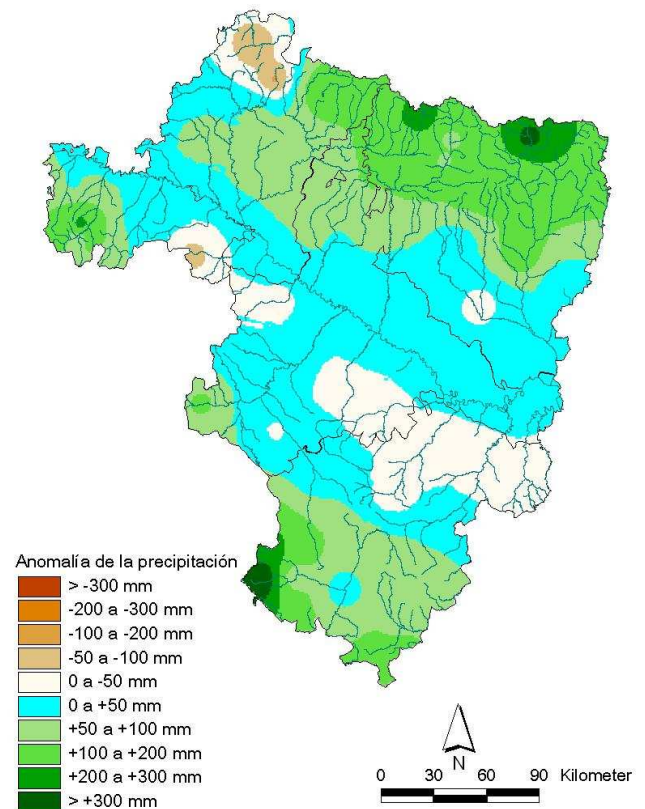 Anomalía de la precipitación
> -300 mm
-200 a -300 mm
-100 a -200 mm
-50 a -100 mm
0 a -50 mm
0 a +50 mm
+50 a +100 mm
+100 a +200 mm
+200 a +300 mm
> +300 mm
N
0 30 60 90 Kilometer